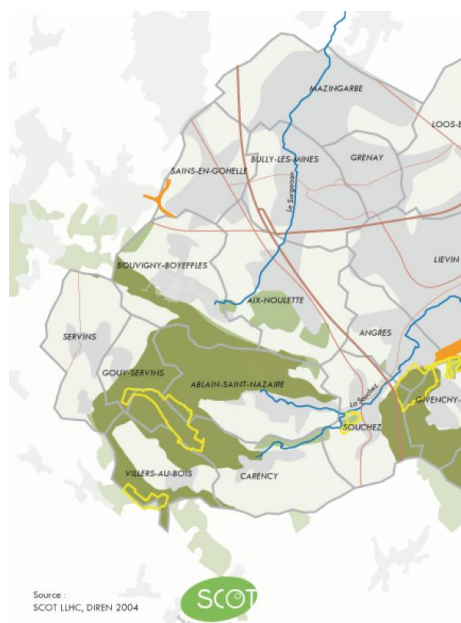 MAZINGARBE
LOOS-E
BULLY-LES-MINES
GRENAY
SAINS-EN-GOHELLE
Le Surgeon
LIEVIN
BOUVIGNY-BOYEFFLES
AIX-NOULETTE
ANGRES
SERVINS
GOUY-SERVINS
ABLAIN-SAINT-NAZAIRE
La Souchez
GIVENCHY-
SOUCHEZ
VILLERS-AU-BOIS
CARENCY
Source :
SCOT LLHC, DIREN 2004
SCOT